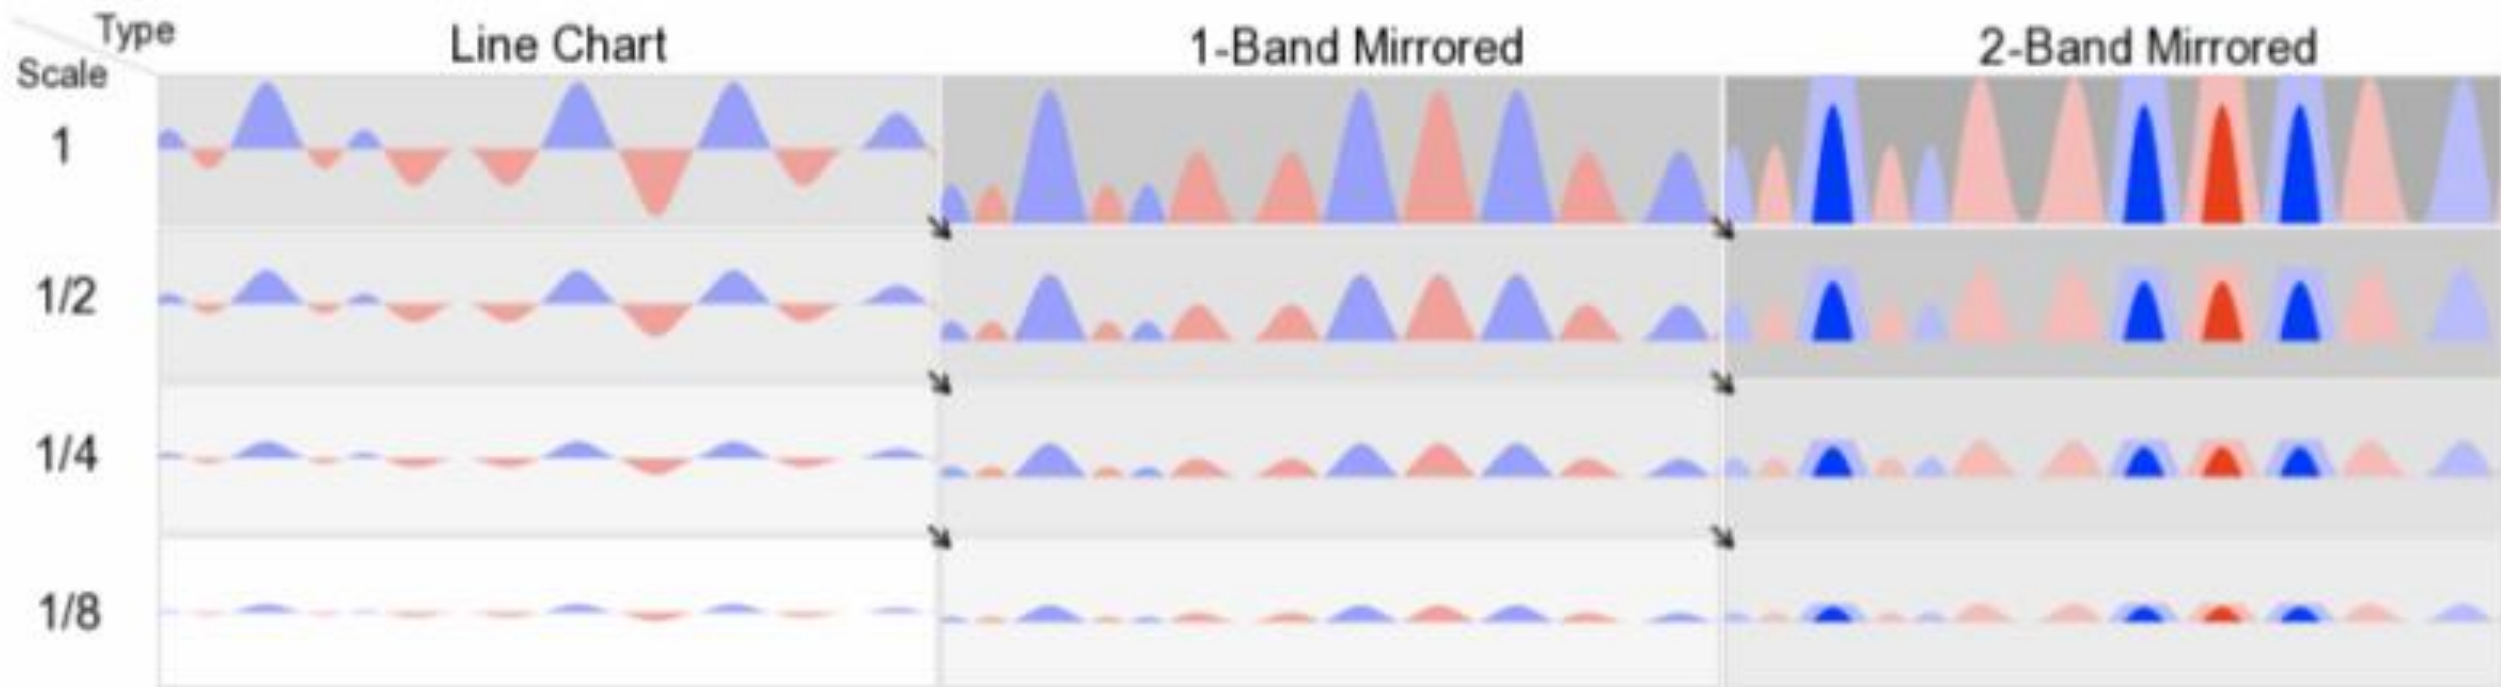 Type
Scale
Line Chart
1-Band Mirrored
2-Band Mirrored
1
1/2
1/4
1/8